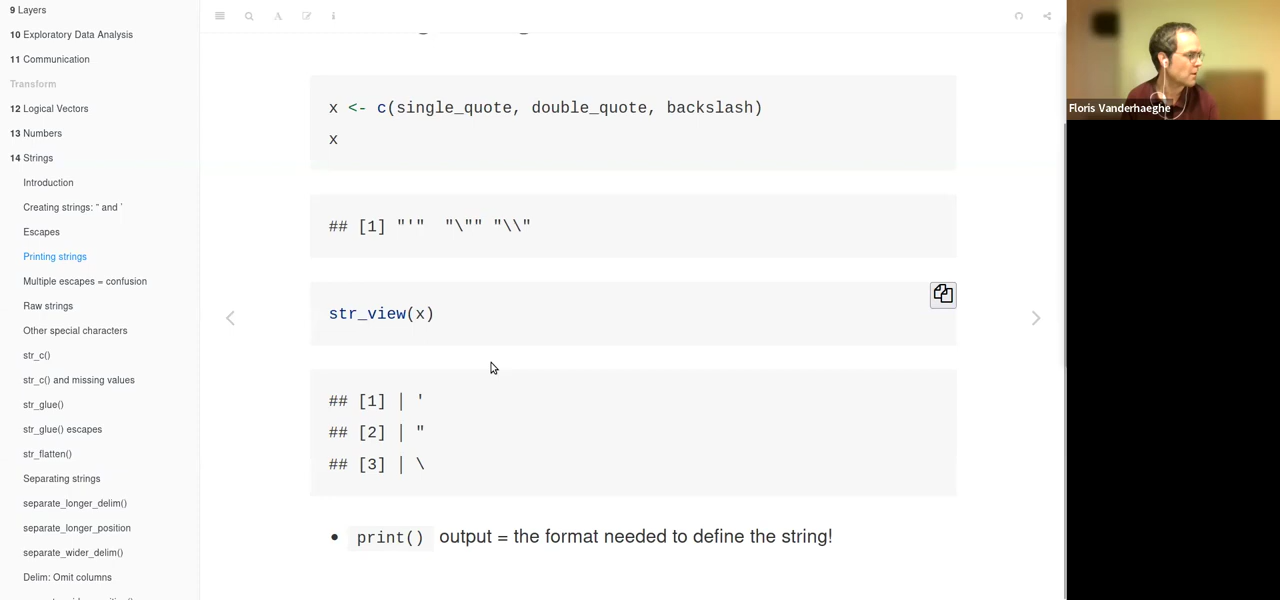 9 Layers
10 Exploratory Data Analysis
11 Communication
Transform
12 Logical Vectors
13 Numbers
14 Strings
Introduction
Creating strings: " and '
Escapes
Printing strings
Multiple escapes = confusion
Raw strings
Other special characters
str_c()
str_c() and missing values
str_glue()
str_glue() escapes
str_flatten()
Separating strings
separate_longer_delim()
separate_longer_position
separate_wider_delim()
Delim: Omit columns
x <- c(single_quote, double_quote, backslash)
x
## [1] "'"  "\"" "\\"
str_view(x)
## [1] │ '
## [2] │ "
## [3] │ \
• print() output = the format needed to define the string!
Floris Vanderhaeghe